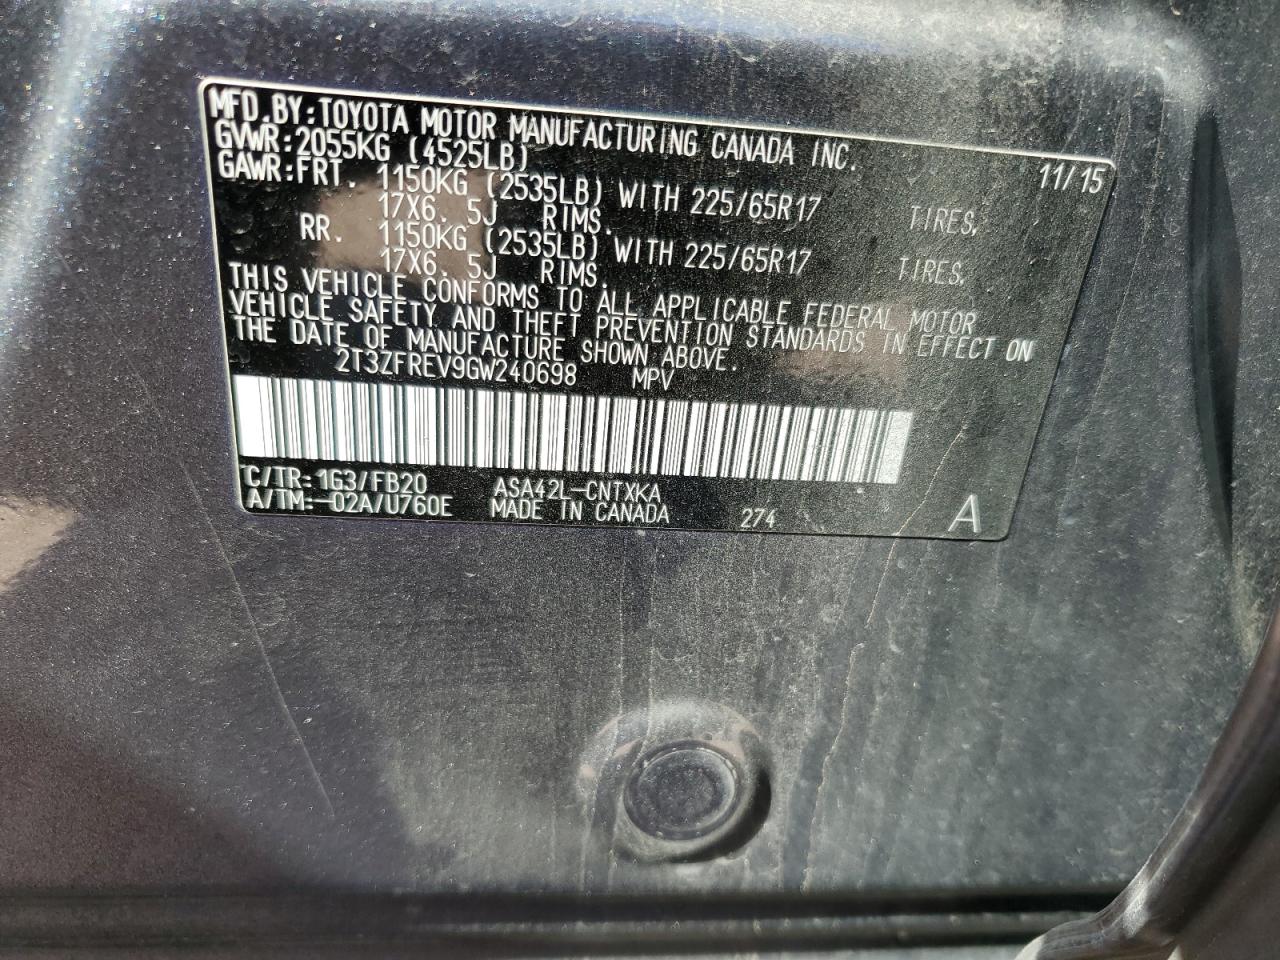 MFD.BY:TOYOTA MOTOR MANUFACTURING CANADA INC. 11/15
GVWR:2055KG (4525LB)
GAWR:FRT. 1150KG (2535LB) WITH 225/65R17 TIRES,
17X6. 5J RIMS.
RR. 1150KG (2535LB) WITH 225/65R17 TIRES,
17X6. 5J RIMS.
THIS VEHICLE CONFORMS TO ALL APPLICABLE FEDERAL MOTOR
VEHICLE SAFETY AND THEFT PREVENTION STANDARDS IN EFFECT ON
THE DATE OF MANUFACTURE SHOWN ABOVE.
2T3ZFREV9GW240698 MPV
C/TR:1G3/FB20 ASA42L-CNTXKA
A/TM:-02A/U760E MADE IN CANADA 274 A